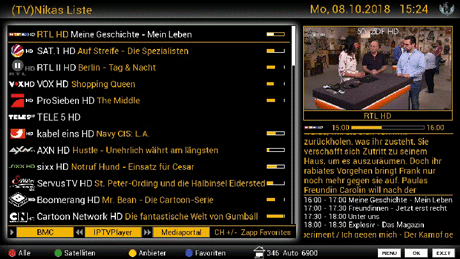 (TV)Nikas Liste
Mo, 08.10.2018 15:24
RTL HD Meine Geschichte - Mein Leben
SAT.1 HD Auf Streife - Die Spezialisten
RTL II HD Berlin - Tag & Nacht
VOX HD Shopping Queen
ProSieben HD The Middle
TELE 5 HD
kabel eins HD Navy CIS: L.A.
AXN HD Hustle - Unehrlich währt am längsten
sixx HD Notruf Hund - Einsatz für Cesar
ServusTV HD St. Peter-Ording und die Halbinsel Eiderstedt
Boomerang HD Mr. Bean - Die Cartoon-Serie
Cartoon Network HD Die fantastische Welt von Gumball
BMC IPTVPlayer Mediaportal CH +/- Zapp Favoriten
ZDF HD
RTL HD
15:00 16:00
zurückholen, was ihr zusteht. Sie
verschafft sich Zutritt zu seinem
Haus, um es auszuräumen. Doch ihr
rabiates Vorgehen bringt Frank nur
noch mehr gegen sie auf. Paulas
Freundin Carolin will nach der
16:00 - 17:00 Meine Geschichte - Mein Leben
17:00 - 17:30 Freundinnen - Jetzt erst recht
17:30 - 18:00 Unter uns
18:00 - 18:30 Explosiv - Das Magazin
periment / Ich gegen mich - Der Kampf ge
Alle Satelliten Anbieter Favoriten 346 Auto 6900 MENU OK EXIT